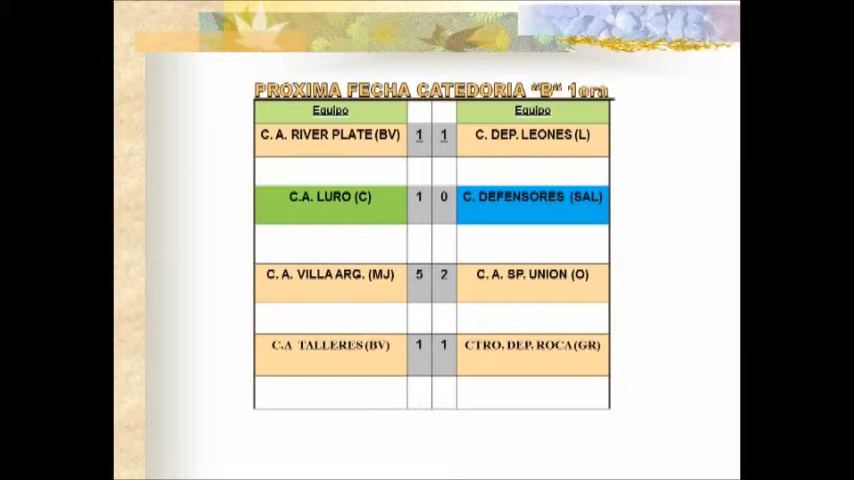 PROXIMA FECHA CATEDORIA “B“ 1era
Equipo Equipo
C. A. RIVER PLATE (BV) 1 1 C. DEP. LEONES (L)
C.A. LURO (C) 1 0 C. DEFENSORES (SAL)
C. A. VILLA ARG. (MJ) 5 2 C. A. SP. UNION (O)
C.A TALLERES (BV) 1 1 CTRO. DEP. ROCA (GR)